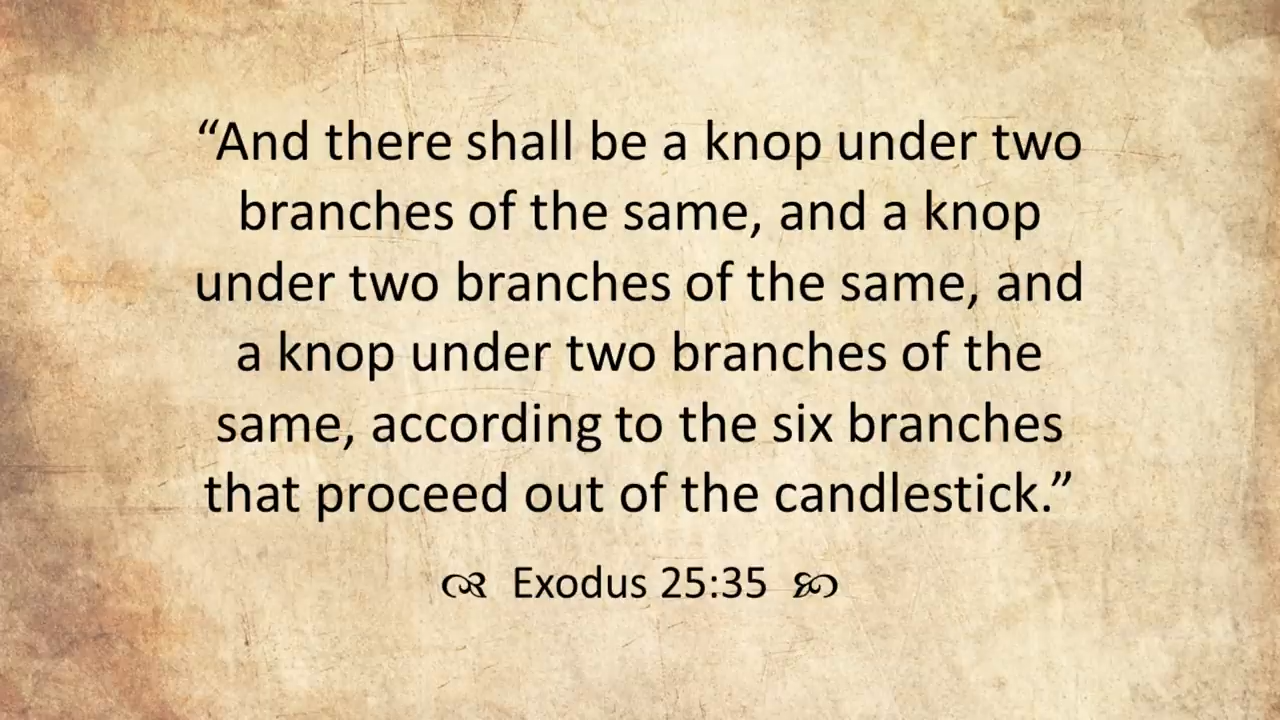 “And there shall be a knop under two
branches of the same, and a knop
under two branches of the same, and
a knop under two branches of the
same, according to the six branches
that proceed out of the candlestick.”
Exodus 25:35